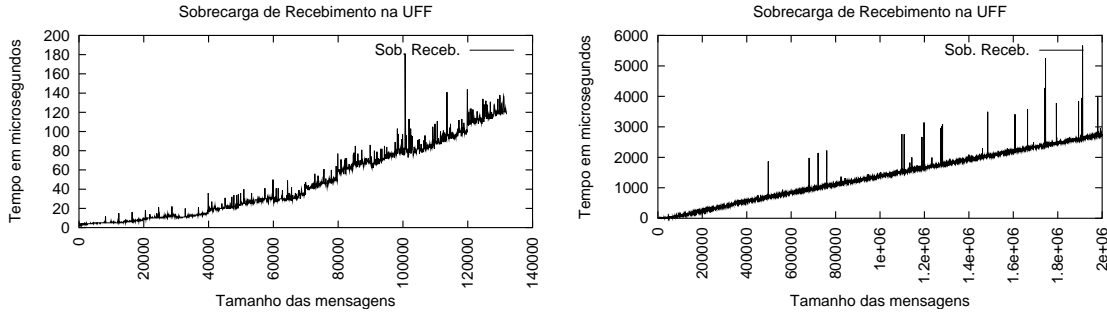 Sobrecarga de Recebimento na UFF
200
180
160
140
120
100
80
60
40
20
0
Tempo em microsegundos
Sob. Receb.
0
20000
40000
60000
80000
100000
120000
140000
Tamanho das mensagens
Sobrecarga de Recebimento na UFF
6000
5000
4000
3000
2000
1000
0
Tempo em microsegundos
Sob. Receb.
200000
400000
600000
800000
1e+06
1.2e+06
1.4e+06
1.6e+06
1.8e+06
2e+06
Tamanho das mensagens